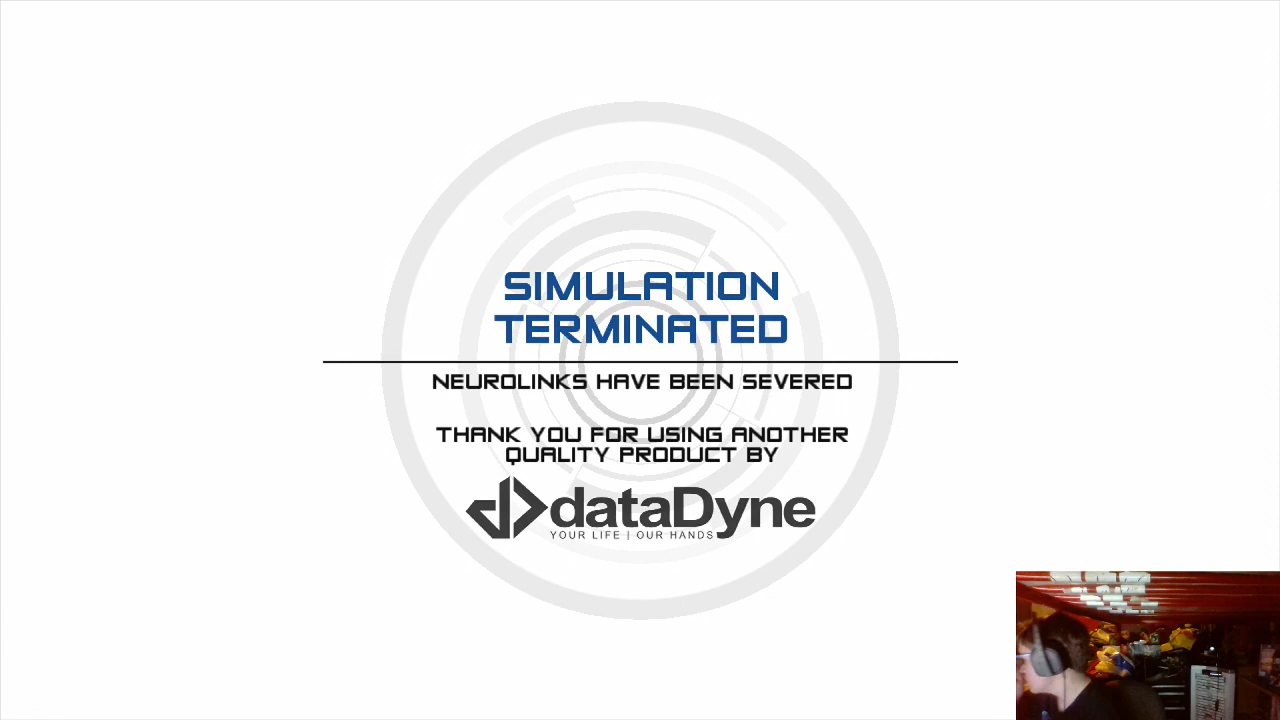 SIMULATION
TERMINATED
NEUROLINKS HAVE BEEN SEVERED
THANK YOU FOR USING ANOTHER
QUALITY PRODUCT BY
dataDyne
YOUR LIFE | OUR HANDS